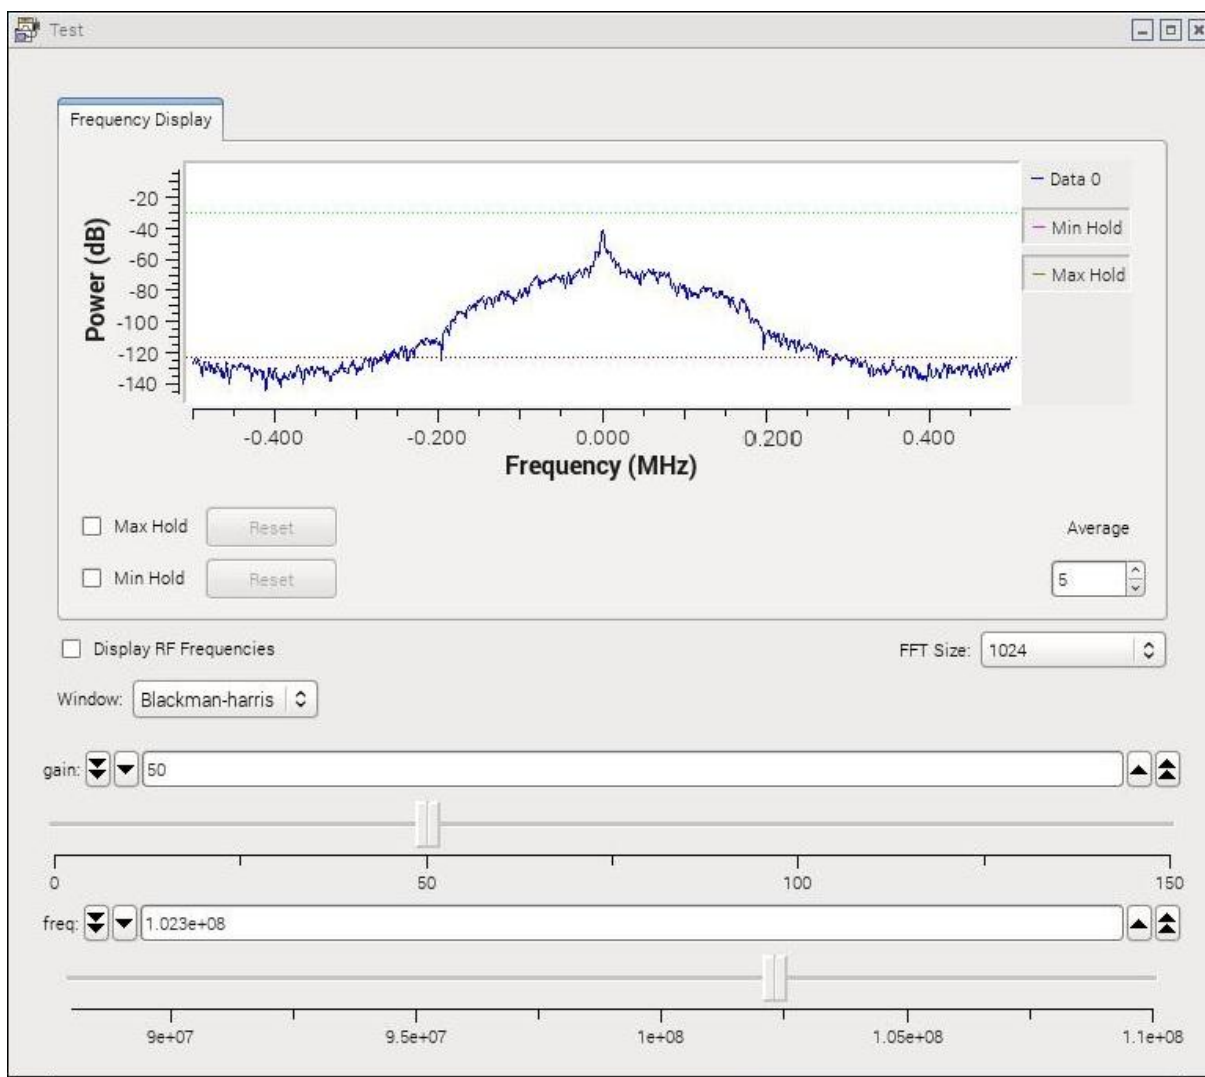 Test
Frequency Display
Power (dB)
-20
-40
-60
-80
-100
-120
-140
Data 0
Min Hold
Max Hold
-0.400 -0.200 0.000 0.200 0.400
Frequency (MHz)
Max Hold Reset Average
Min Hold Reset 5
Display RF Frequencies FFT Size: 1024
Window: Blackman-harris
gain: 50
0 50 100 150
freq: 1.023e+08
9e+07 9.5e+07 1e+08 1.05e+08 1.1e+08